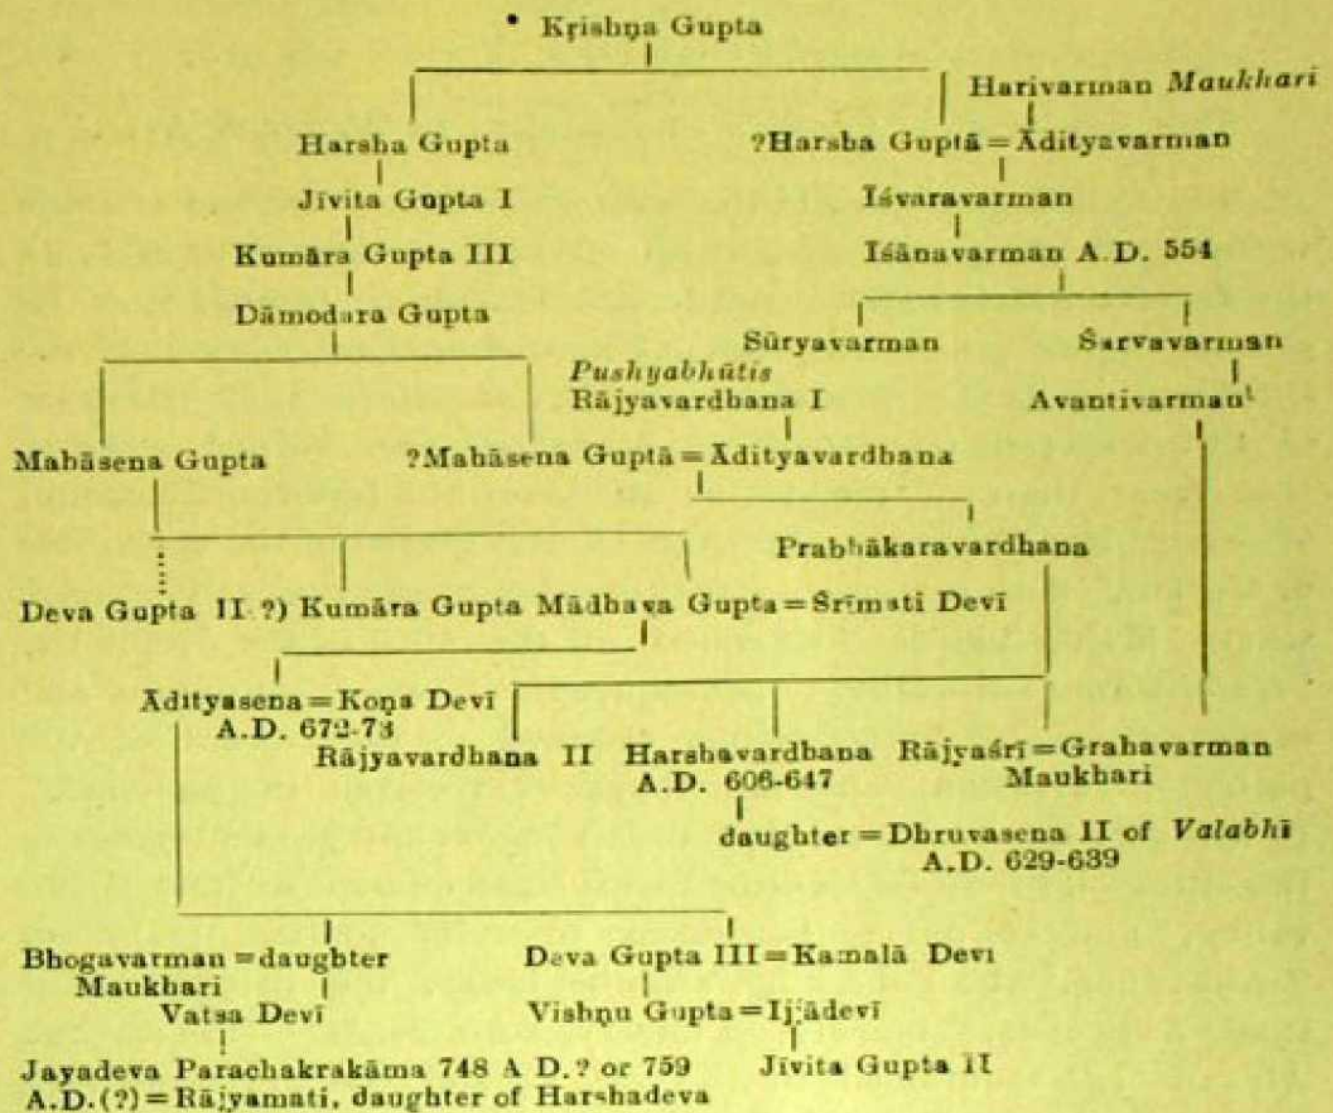 • Kṛishṇa Gupta
Harivarman Maukhari
Harsha Gupta ?Harsha Guptā = Ādityavarman
Jīvita Gupta I Īśvaravarman
Kumāra Gupta III Īśānavarman A.D. 554
Dāmodara Gupta
Sūryavarman Śarvavarman
Pushyabhūtis
Rājyavardhana I Avantivarman¹
Mahāsena Gupta ?Mahāsena Guptā = Ādityavardhana
Prabhākaravardhana
Deva Gupta II ?) Kumāra Gupta Mādhava Gupta = Śrīmati Devī
Ādityasena = Koṇa Devī
A.D. 672-73
Rājyavardhana II Harshavardhana Rājyaśrī = Grahavarman
A.D. 606-647 Maukhari
daughter = Dhruvasena II of Valabhī
A.D. 629-639
Bhogavarman = daughter Deva Gupta III = Kamalā Devī
Maukhari
Vatsa Devī Vishṇu Gupta = Ijjādevī
Jayadeva Parachakrakāma 748 A D.? or 759 Jīvita Gupta II
A.D.(?) = Rājyamati, daughter of Harshadeva